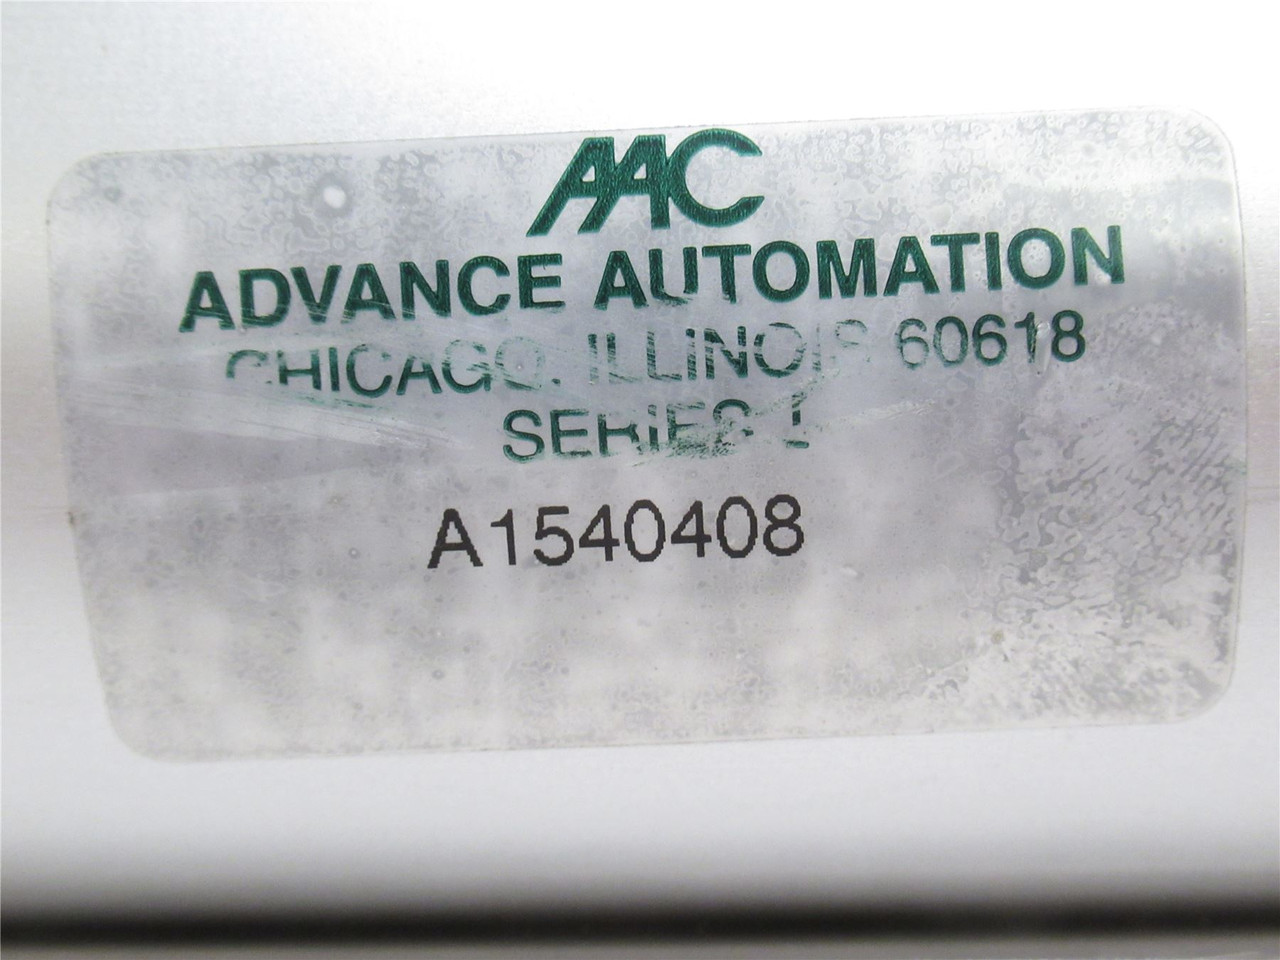 AAC
ADVANCE AUTOMATION
CHICAGO, ILLINOIS 60618
SERIES
A1540408